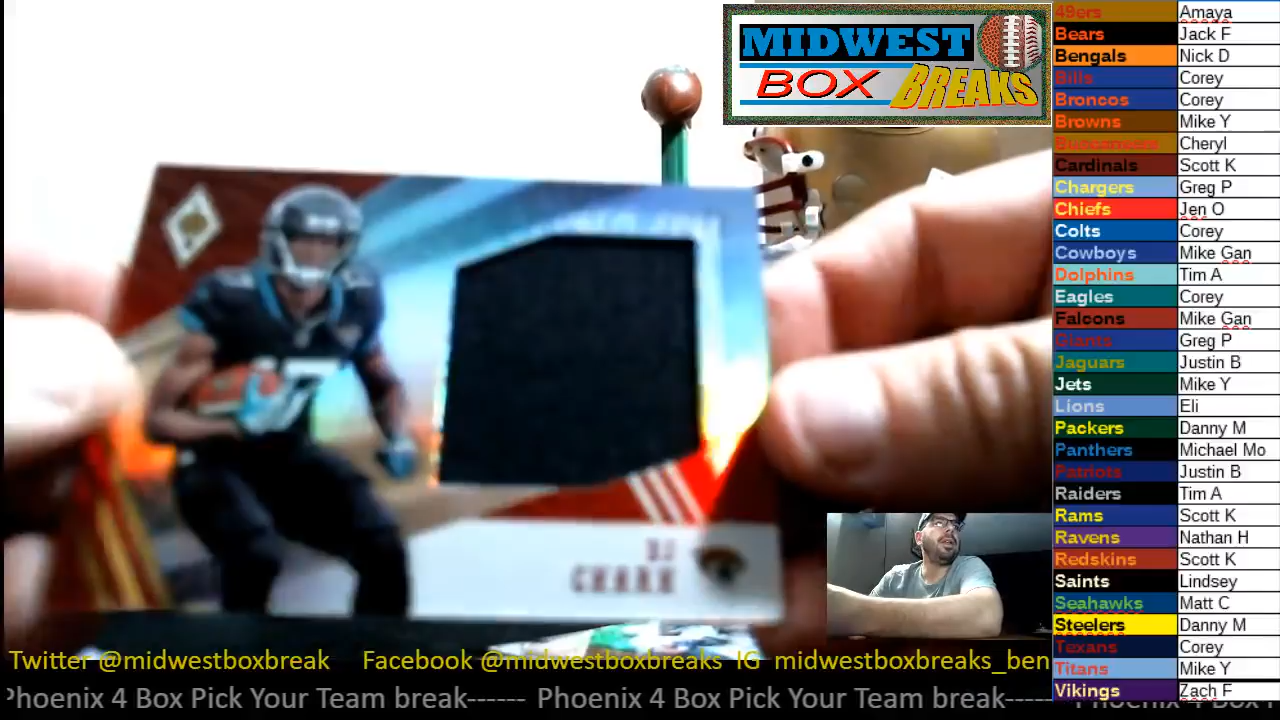 MIDWEST
BOX BREAKS
49ers Amaya
Bears Jack F
Bengals Nick D
Bills Corey
Broncos Corey
Browns Mike Y
Buccaneers Cheryl
Cardinals Scott K
Chargers Greg P
Chiefs Jen O
Colts Corey
Cowboys Mike Gan
Dolphins Tim A
Eagles Corey
Falcons Mike Gan
Giants Greg P
Jaguars Justin B
Jets Mike Y
Lions Eli
Packers Danny M
Panthers Michael Mo
Patriots Justin B
Raiders Tim A
Rams Scott K
Ravens Nathan H
Redskins Scott K
Saints Lindsey
Seahawks Matt C
Steelers Danny M
Texans Corey
Titans Mike Y
Vikings Zach F
DJ
CHARK
Twitter @midwestboxbreak Facebook @midwestboxbreaks IG midwestboxbreaks_ben
Phoenix 4 Box Pick Your Team break------ Phoenix 4 Box Pick Your Team break-----